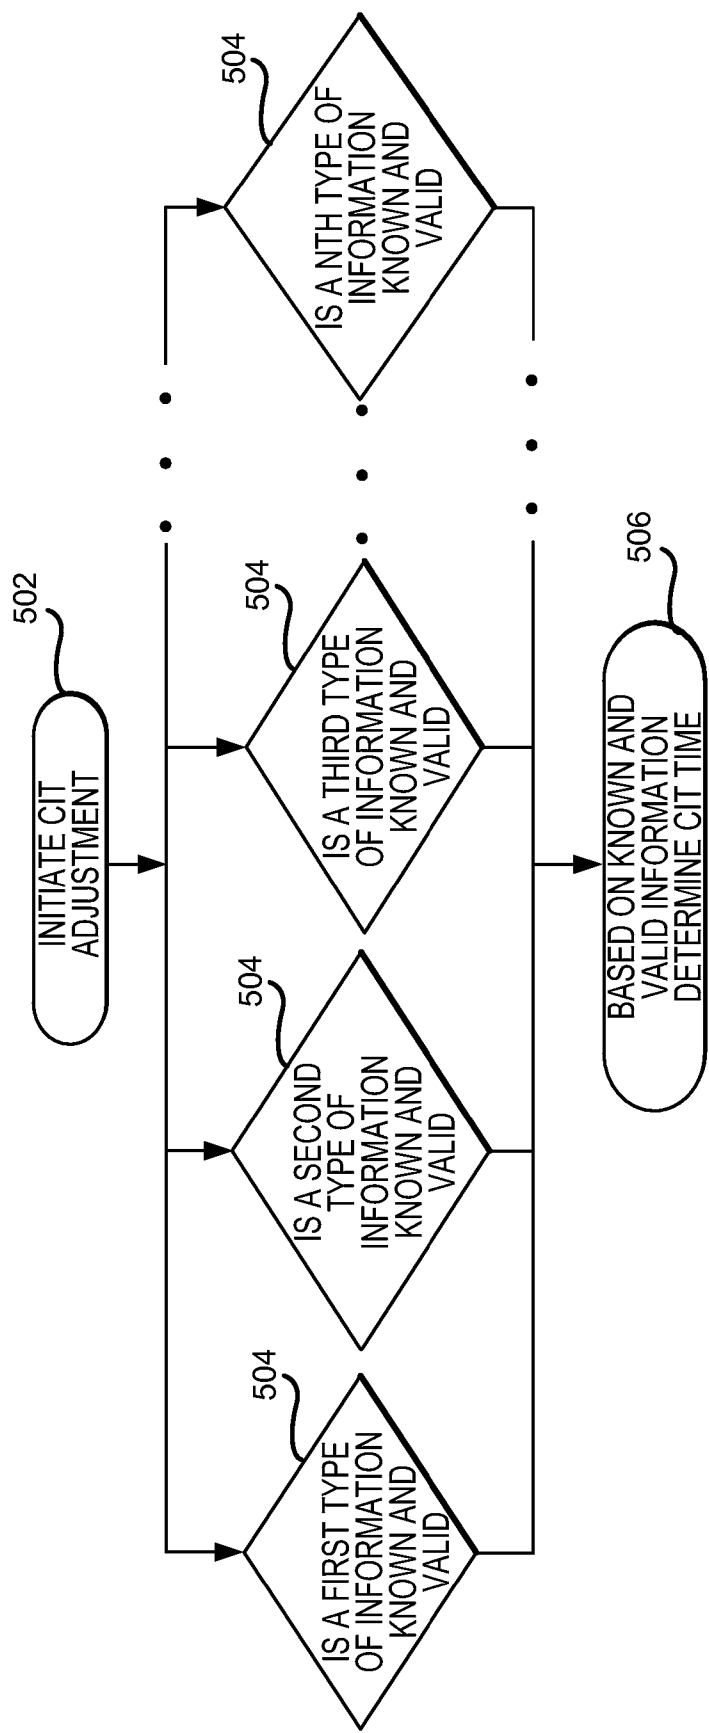 502
INITIATE CIT
ADJUSTMENT
504
IS A FIRST TYPE
OF INFORMATION
KNOWN AND
VALID
504
IS A SECOND
TYPE OF
INFORMATION
KNOWN AND
VALID
504
IS A THIRD TYPE
OF INFORMATION
KNOWN AND
VALID
504
IS A NTH TYPE OF
INFORMATION
KNOWN AND
VALID
506
BASED ON KNOWN AND
VALID INFORMATION
DETERMINE CIT TIME